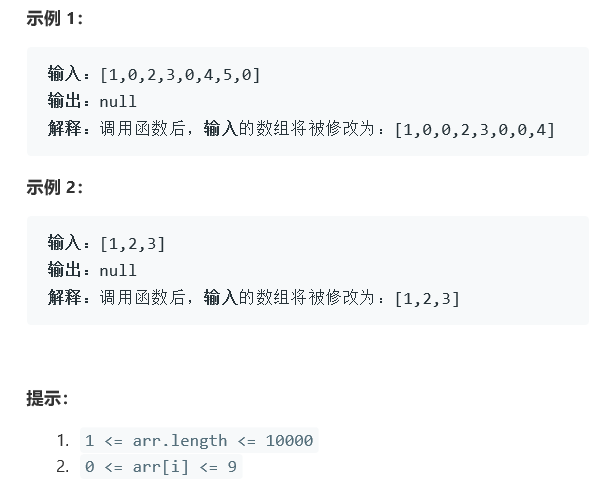 示例 1：
输入：[1,0,2,3,0,4,5,0]
输出：null
解释：调用函数后，输入的数组将被修改为：[1,0,0,2,3,0,0,4]
示例 2：
输入：[1,2,3]
输出：null
解释：调用函数后，输入的数组将被修改为：[1,2,3]
提示：
1. 1 <= arr.length <= 10000
2. 0 <= arr[i] <= 9